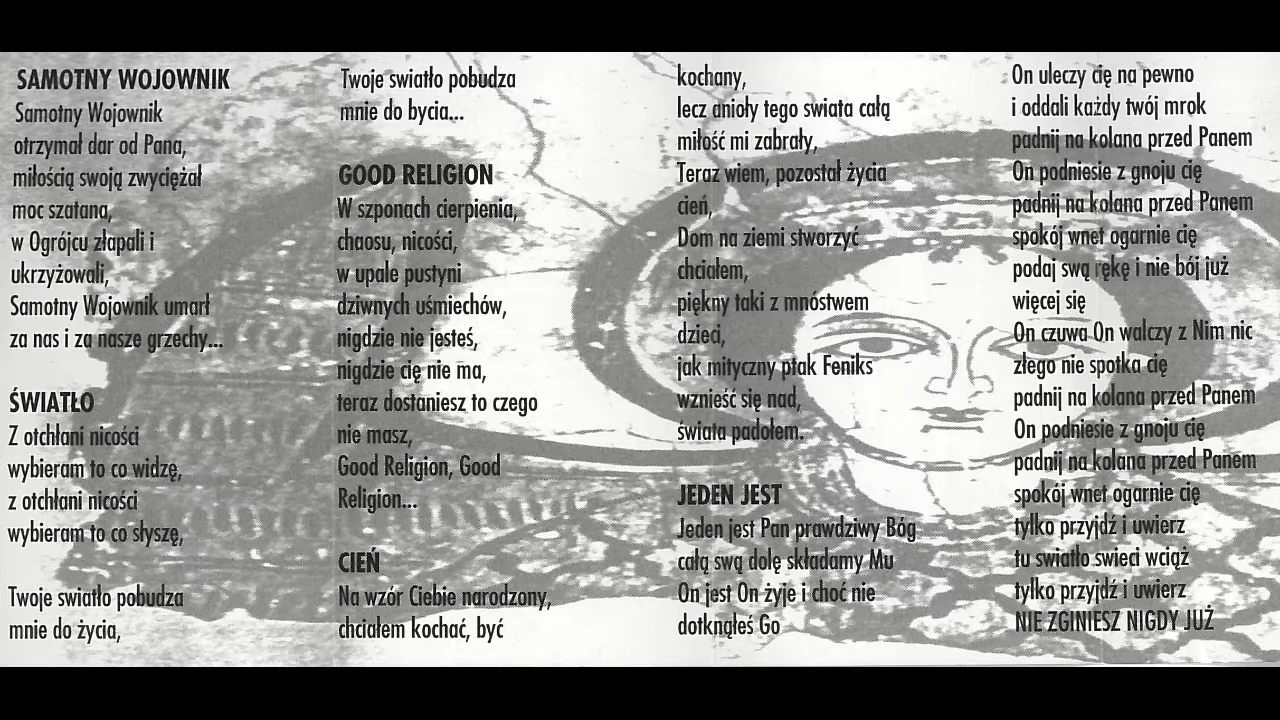 SAMOTNY WOJOWNIK
Samotny Wojownik
otrzymał dar od Pana,
miłością swoją zwyciężał
moc szatana,
w Ogrójcu złapali i
ukrzyżowali,
Samotny Wojownik umarł
za nas i za nasze grzechy...
ŚWIATŁO
Z otchłani nicości
wybieram to co widzę,
z otchłani nicości
wybieram to co słyszę,
Twoje swiatło pobudza
mnie do życia,
Twoje swiatło pobudza
mnie do bycia...
GOOD RELIGION
W szponach cierpienia,
chaosu, nicości,
w upale pustyni
dziwnych uśmiechów,
nigdzie nie jesteś,
nigdzie cię nie ma,
teraz dostaniesz to czego
nie masz,
Good Religion, Good
Religion...
CIEŃ
Na wzór Ciebie narodzony,
chciałem kochać, być
kochany,
lecz anioły tego swiata całą
miłość mi zabrały,
Teraz wiem, pozostał życia
cień,
Dom na ziemi stworzyć
chciałem,
piękny taki z mnóstwem
dzieci,
jak mityczny ptak Feniks
wznieść się nad,
świata padołem.
JEDEN JEST
Jeden jest Pan prawdziwy Bóg
całą swą dolę składamy Mu
On jest On żyje i choć nie
dotknąłeś Go
On uleczy cię na pewno
i oddali każdy twój mrok
padnij na kolana przed Panem
On podniesie z gnoju cię
padnij na kolana przed Panem
spokój wnet ogarnie cię
podaj swą rękę i nie bój już
więcej się
On czuwa On walczy z Nim nic
złego nie spotka cię
padnij na kolana przed Panem
On podniesie z gnoju cię
padnij na kolana przed Panem
spokój wnet ogarnie cię
tylko przyjdź i uwierz
tu swiatło swieci wciąż
tylko przyjdź i uwierz
NIE ZGINIESZ NIGDY JUŻ